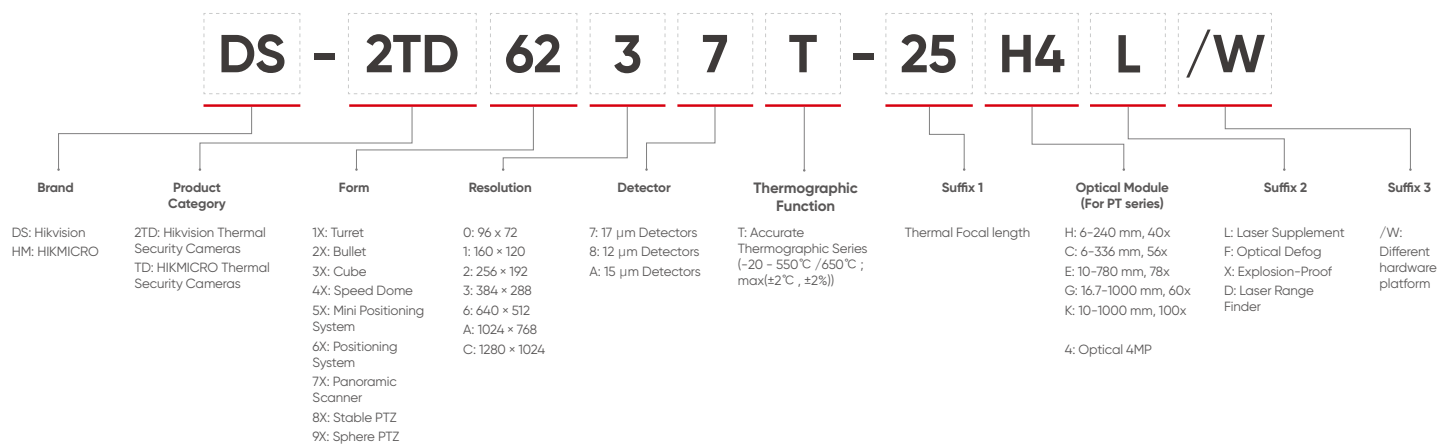 DS - 2TD 62 3 7 T - 25 H4 L /W
Brand
DS: Hikvision
HM: HIKMICRO
Product
Category
2TD: Hikvision Thermal
Security Cameras
TD: HIKMICRO Thermal
Security Cameras
Form
1X: Turret
2X: Bullet
3X: Cube
4X: Speed Dome
5X: Mini Positioning
System
6X: Positioning
System
7X: Panoramic
Scanner
8X: Stable PTZ
9X: Sphere PTZ
Resolution
0: 96 x 72
1: 160 × 120
2: 256 × 192
3: 384 × 288
6: 640 × 512
A: 1024 × 768
C: 1280 × 1024
Detector
7: 17 μm Detectors
8: 12 μm Detectors
A: 15 μm Detectors
Thermographic
Function
T: Accurate
Thermographic Series
(-20 - 550℃ /650℃ ;
max(±2℃ , ±2%))
Suffix 1
Thermal Focal length
Optical Module
(For PT series)
H: 6-240 mm, 40x
C: 6-336 mm, 56x
E: 10-780 mm, 78x
G: 16.7-1000 mm, 60x
K: 10-1000 mm, 100x
4: Optical 4MP
Suffix 2
L: Laser Supplement
F: Optical Defog
X: Explosion-Proof
D: Laser Range
Finder
Suffix 3
/W:
Different
hardware
platform